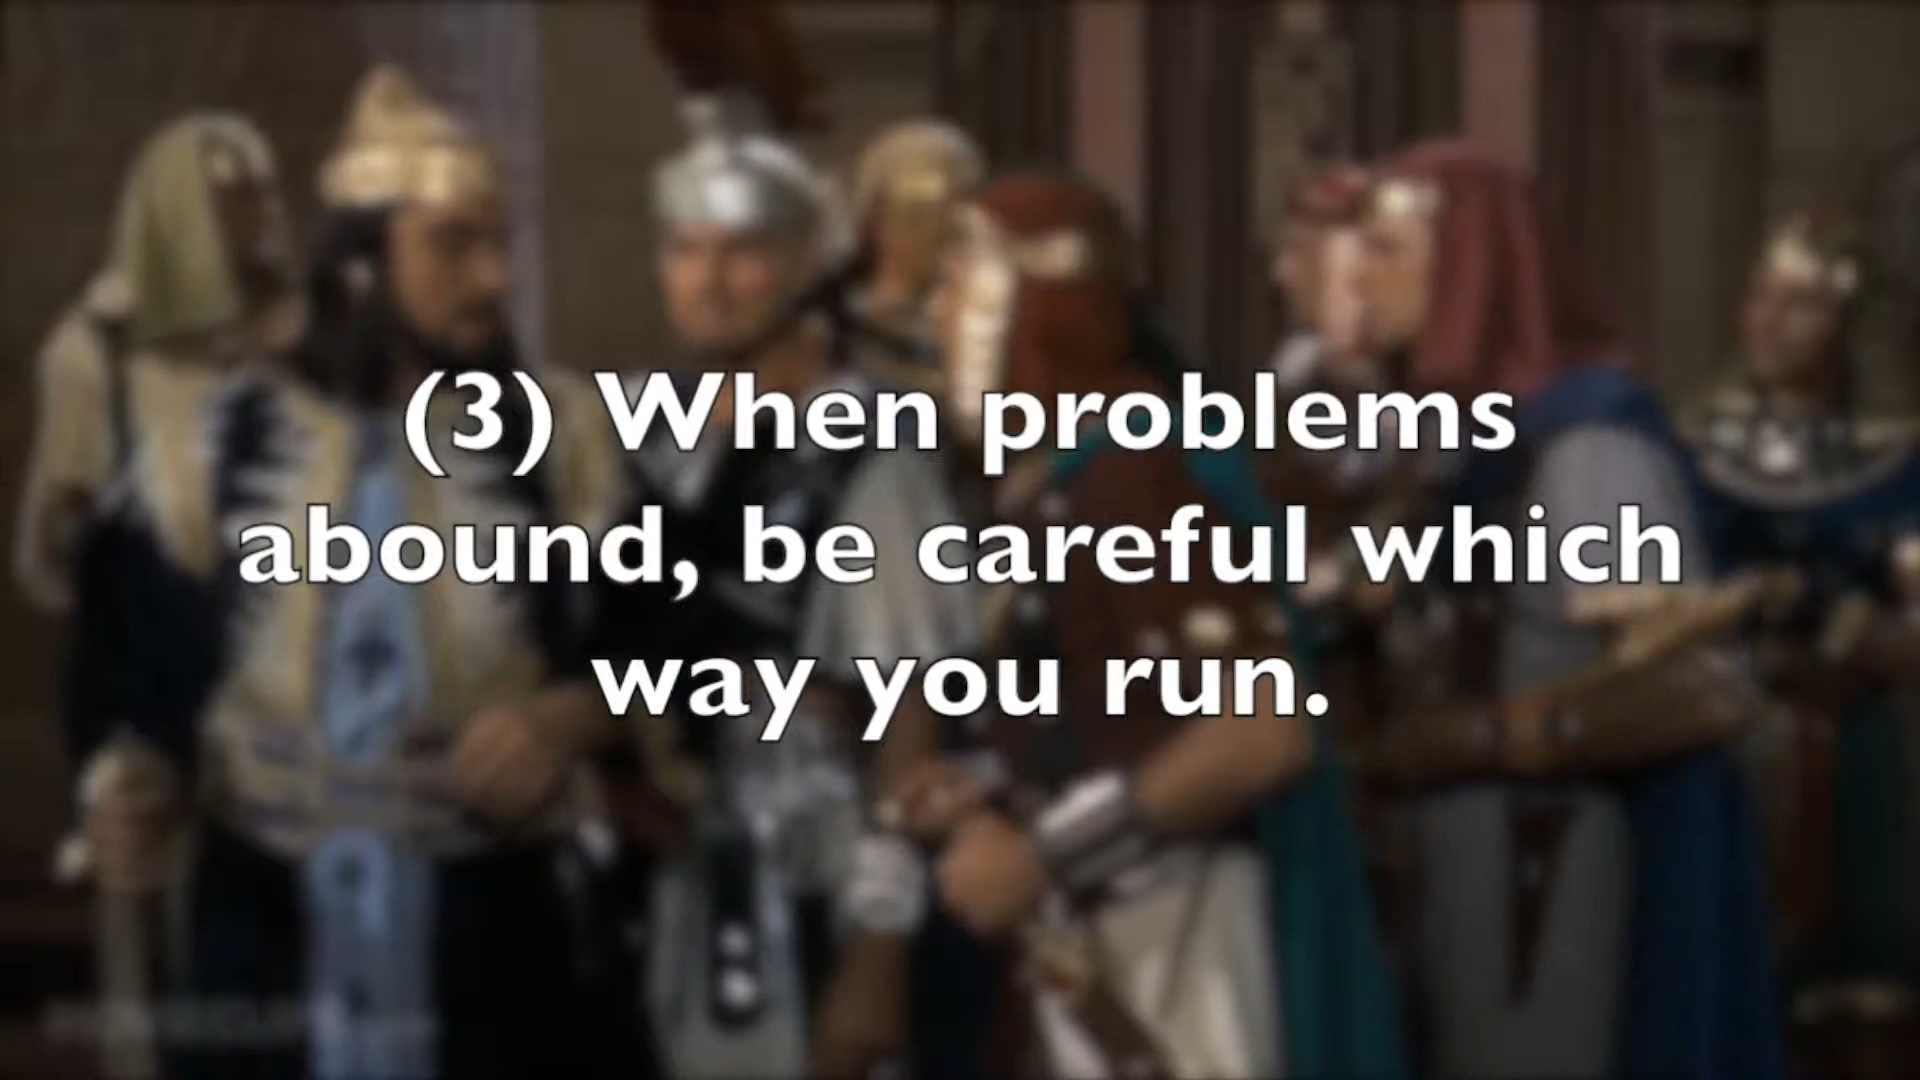 (3) When problems
abound, be careful which
way you run.